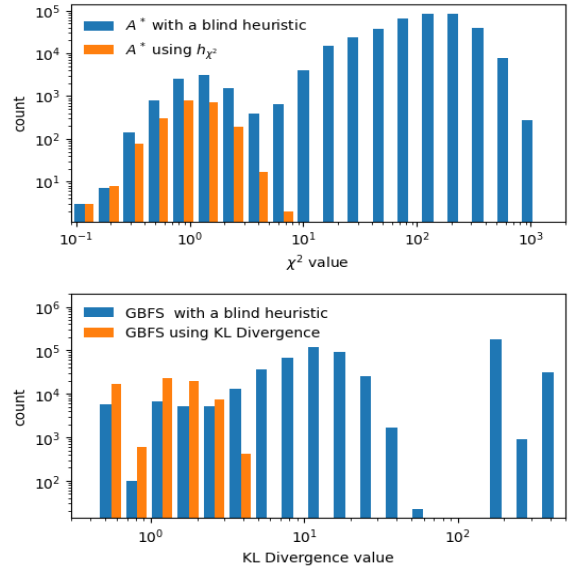 10⁵
10⁴
10³
10²
10¹
count
A* with a blind heuristic
A* using hχ²
10⁻¹ 10⁰ 10¹ 10² 10³
χ² value
10⁶
10⁵
10⁴
10³
10²
count
GBFS with a blind heuristic
GBFS using KL Divergence
10⁰ 10¹ 10²
KL Divergence value